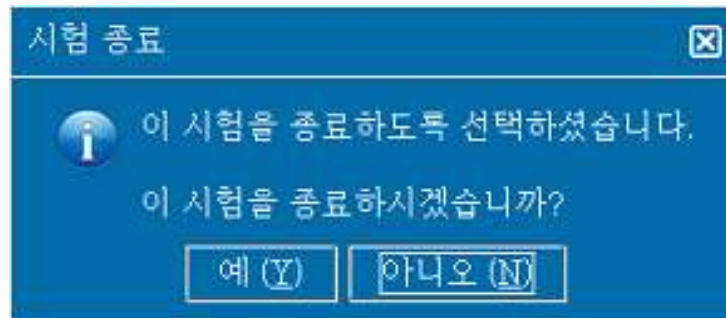 시험 종료
이 시험을 종료하도록 선택하셨습니다.
이 시험을 종료하시겠습니까?
예 (Y)
아니오 (N)